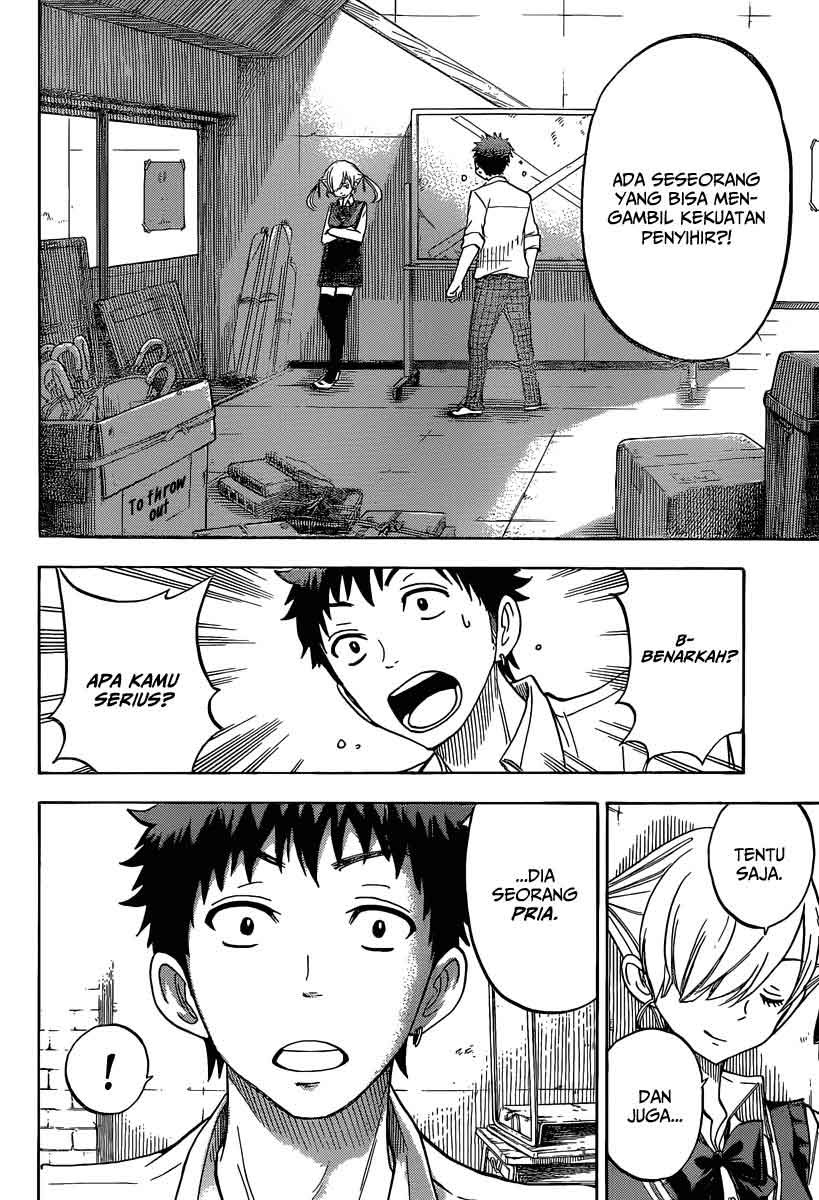 ADA SESEORANG
YANG BISA MEN-
GAMBIL KEKUATAN
PENYIHIR?!
To throw
out
B-
BENARKAH?
APA KAMU
SERIUS?
TENTU
SAJA.
DAN
JUGA...
...DIA
SEORANG
PRIA.
!